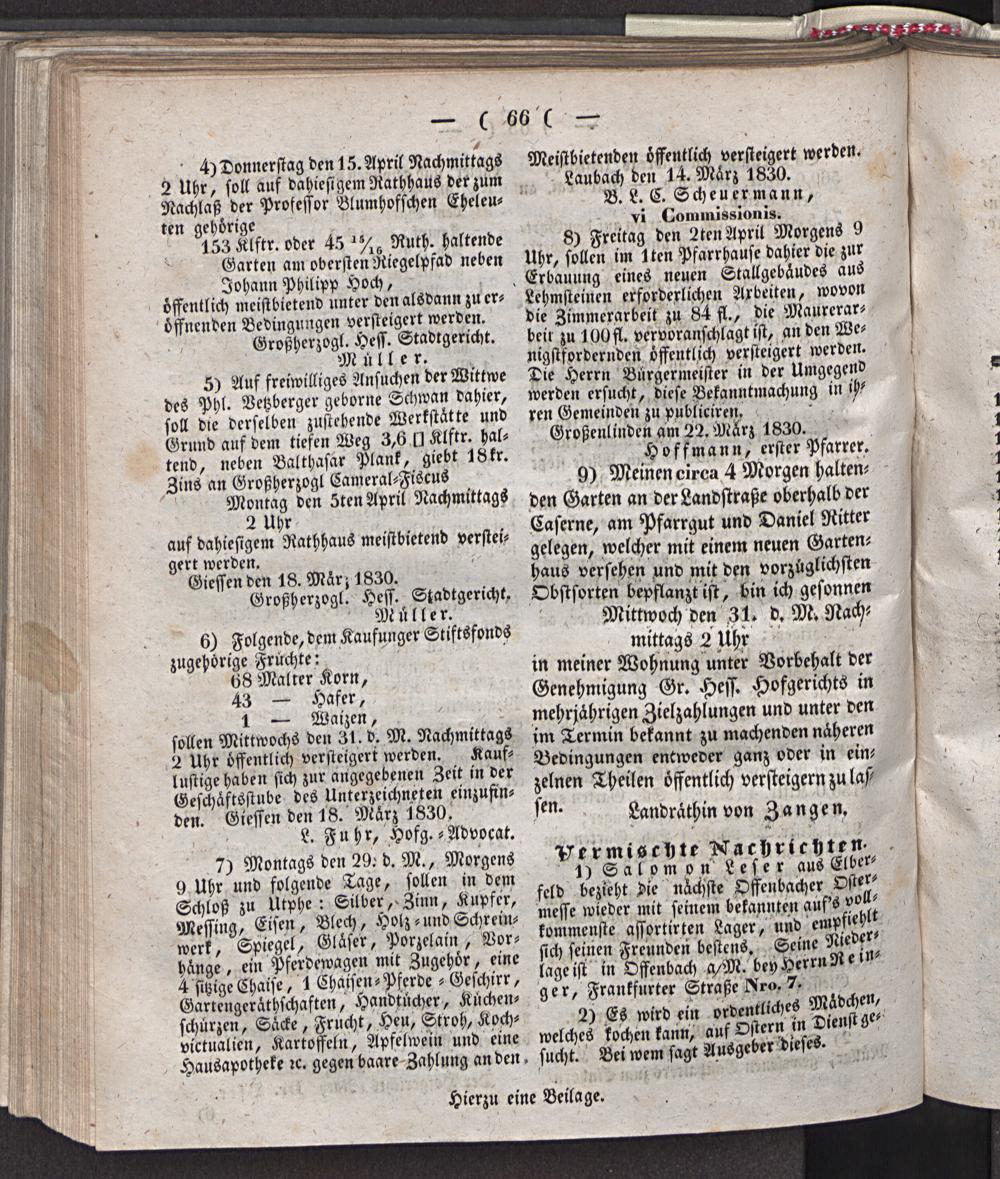 — ( 66 ( —
4) Donnerstag den 15. April Nachmittags
2 Uhr, soll auf dahiesigem Rathhaus der zum
Nachlaß der Professor Blumhofschen Eheleu=
ten gehörige
153 Klftr. oder 45 15/16 Ruth. haltende
Garten am obersten Riegelpfad neben
Johann Philipp Hoch,
öffentlich meistbietend unter den alsdann zu er=
öffnenden Bedingungen versteigert werden.
Großherzogl. Hess. Stadtgericht.
Müller.
5) Auf freiwilliges Ansuchen der Wittwe
des Phl. Vetzberger geborne Schwan dahier,
soll die derselben zustehende Werkstätte und
Grund auf dem tiefen Weg 3,6 □ Klftr. hal=
tend, neben Balthasar Plank, giebt 18 kr.
Zins an Großherzogl Cameral=Fiscus
Montag den 5ten April Nachmittags
2 Uhr
auf dahiesigem Rathhaus meistbietend verstei=
gert werden.
Giessen den 18. März 1830.
Großherzogl. Hess. Stadtgericht.
Müller.
6) Folgende, dem Kaufunger Stiftsfonds
zugehörige Früchte:
68 Malter Korn,
43 — Hafer,
1 — Waizen,
sollen Mittwochs den 31. d. M. Nachmittags
2 Uhr öffentlich versteigert werden. Kauf=
lustige haben sich zur angegebenen Zeit in der
Geschäftsstube des Unterzeichneten einzufin=
den. Giessen den 18. März 1830.
L. Fuhr, Hofg.=Advocat.
7) Montags den 29. d. M., Morgens
9 Uhr und folgende Tage, sollen in dem
Schloß zu Utphe: Silber, Zinn, Kupfer,
Messing, Eisen, Blech, Holz= und Schrein=
werk, Spiegel, Gläser, Porzelain, Vor=
hänge, ein Pferdewagen mit Zugehör, eine
4 sitzige Chaise, 1 Chaisen=Pferde=Geschirr,
Gartengeräthschaften, Handtücher, Küchen=
schürzen, Säcke, Frucht, Heu, Stroh, Koch=
victualien, Kartoffeln, Apfelwein und eine
Hausapotheke ꝛc. gegen baare Zahlung an den
Meistbietenden öffentlich versteigert werden.
Laubach den 14. März 1830.
B. L. C. Scheuermann,
vi Commissionis.
8) Freitag den 2ten April Morgens 9
Uhr, sollen im 1ten Pfarrhause dahier die zur
Erbauung eines neuen Stallgebäudes aus
Lehmsteinen erforderlichen Arbeiten, wovon
die Zimmerarbeit zu 84 fl., die Maurerar=
beit zu 100 fl. vervoranschlagt ist, an den We=
nigstfordernden öffentlich versteigert werden.
Die Herrn Bürgermeister in der Umgegend
werden ersucht, diese Bekanntmachung in ih=
ren Gemeinden zu publiciren.
Großenlinden am 22. März 1830.
Hoffmann, erster Pfarrer.
9) Meinen circa 4 Morgen halten=
den Garten an der Landstraße oberhalb der
Caserne, am Pfarrgut und Daniel Ritter
gelegen, welcher mit einem neuen Garten=
haus versehen und mit den vorzüglichsten
Obstsorten bepflanzt ist, bin ich gesonnen
Mittwoch den 31. d. M. Nach=
mittags 2 Uhr
in meiner Wohnung unter Vorbehalt der
Genehmigung Gr. Hess. Hofgerichts in
mehrjährigen Zielzahlungen und unter den
im Termin bekannt zu machenden näheren
Bedingungen entweder ganz oder in ein=
zelnen Theilen öffentlich versteigern zu las=
sen. Landräthin von Zangen.
Vermischte Nachrichten.
1) Salomon Leser aus Elber=
feld bezieht die nächste Offenbacher Oster=
messe wieder mit seinem bekannten auf's voll=
kommenste assortirten Lager, und empfiehlt
sich seinen Freunden bestens. Seine Nieder=
lage ist in Offenbach a/M. bey Herrn Rein=
ger, Frankfurter Straße Nro. 7.
2) Es wird ein ordentliches Mädchen,
welches kochen kann, auf Ostern in Dienst ge=
sucht. Bei wem sagt Ausgeber dieses.
Hierzu eine Beilage.